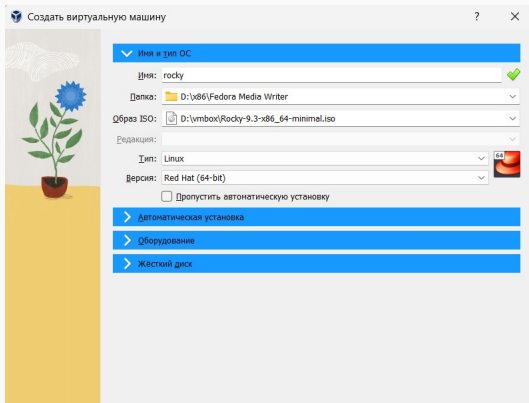 Создать виртуальную машину
Имя и тип ОС
Имя: rocky
Папка: D:\x86\Fedora Media Writer
Образ ISO: D:\vmbox\Rocky-9.3-x86_64-minimal.iso
Редакция:
Тип: Linux
64
Версия: Red Hat (64-bit)
Пропустить автоматическую установку
Автоматическая установка
Оборудование
Жёсткий диск